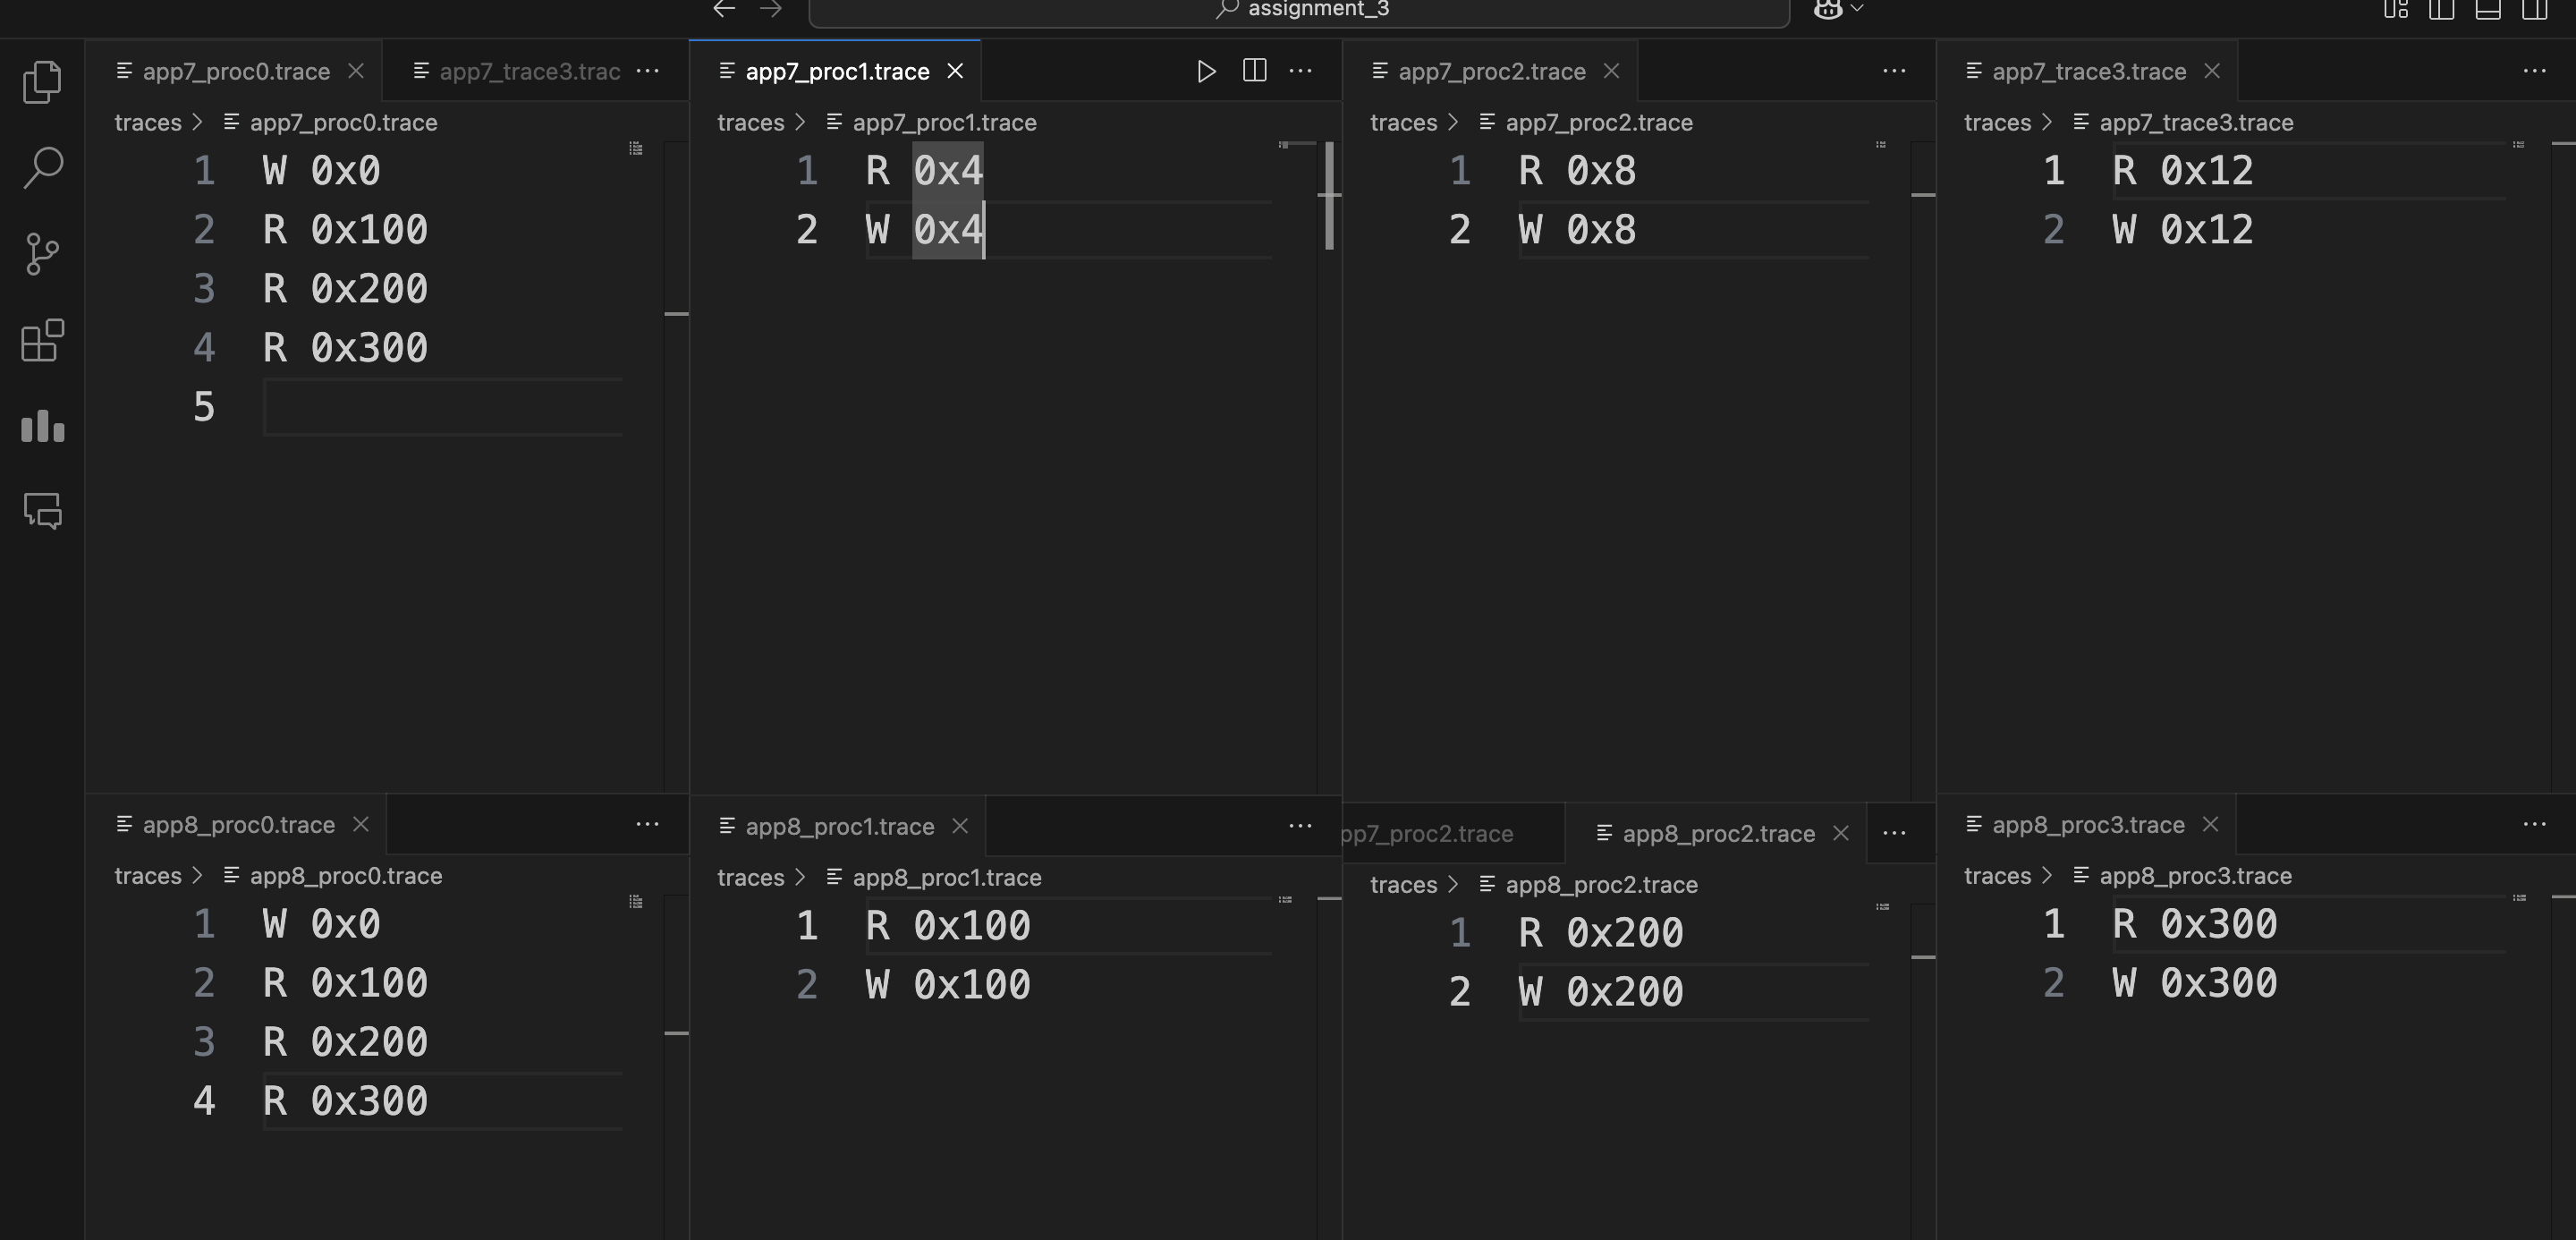 assignment_3
app7_proc0.trace
app7_trace3.trac
traces > app7_proc0.trace
1 W 0x0
2 R 0x100
3 R 0x200
4 R 0x300
5
app7_proc1.trace
traces > app7_proc1.trace
1 R 0x4
2 W 0x4
app7_proc2.trace
traces > app7_proc2.trace
1 R 0x8
2 W 0x8
app7_trace3.trace
traces > app7_trace3.trace
1 R 0x12
2 W 0x12
app8_proc0.trace
traces > app8_proc0.trace
1 W 0x0
2 R 0x100
3 R 0x200
4 R 0x300
app8_proc1.trace
traces > app8_proc1.trace
1 R 0x100
2 W 0x100
pp7_proc2.trace
app8_proc2.trace
traces > app8_proc2.trace
1 R 0x200
2 W 0x200
app8_proc3.trace
traces > app8_proc3.trace
1 R 0x300
2 W 0x300